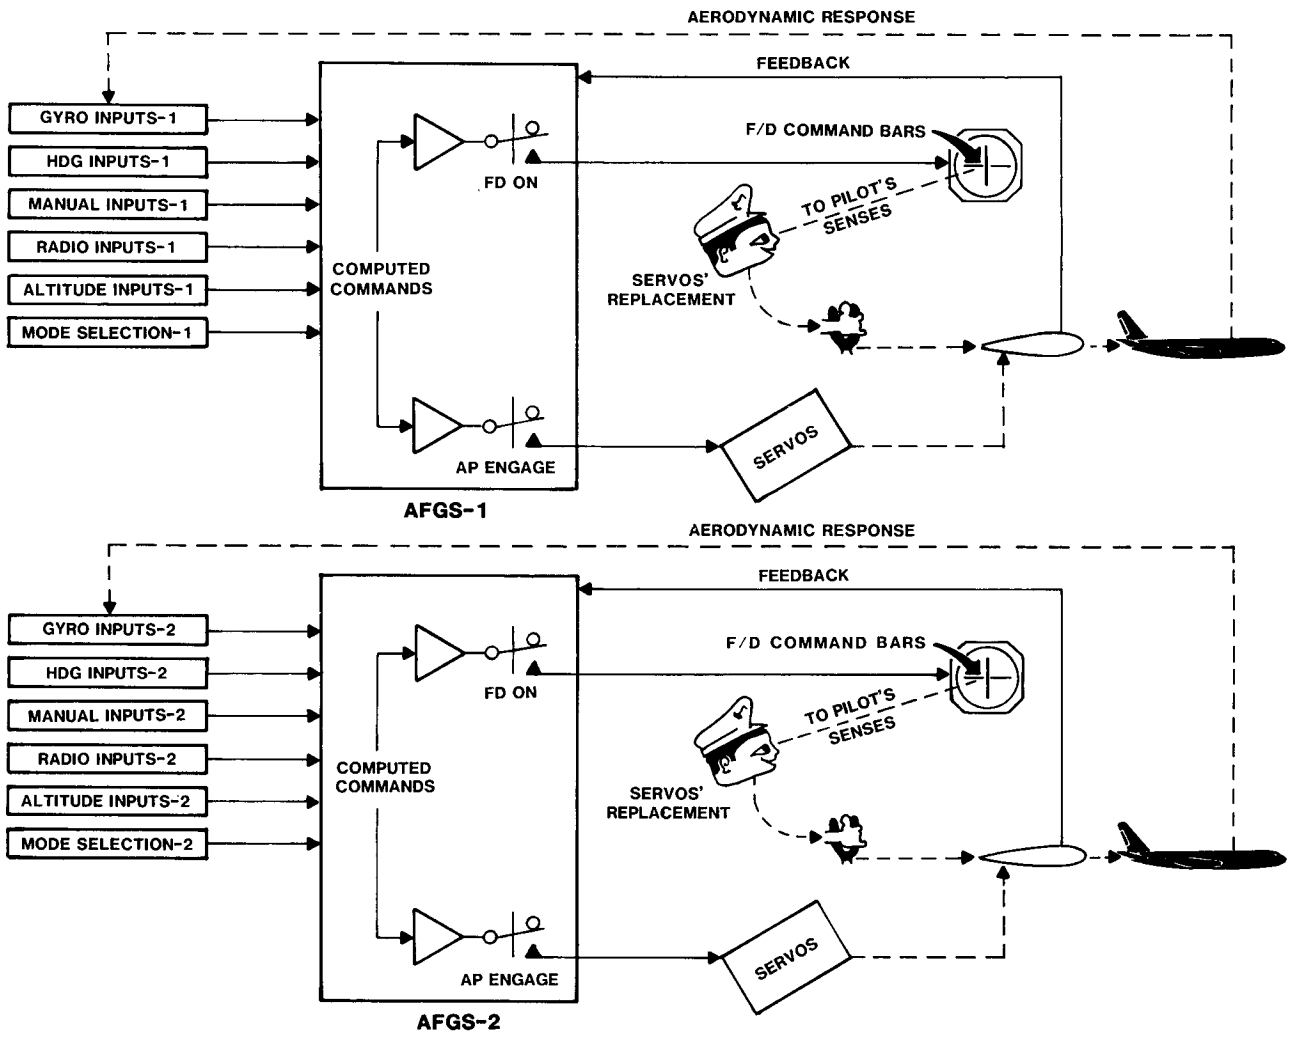 AERODYNAMIC RESPONSE
FEEDBACK
GYRO INPUTS-1
HDG INPUTS-1
MANUAL INPUTS-1
RADIO INPUTS-1
ALTITUDE INPUTS-1
MODE SELECTION-1
COMPUTED
COMMANDS
FD ON
AP ENGAGE
F/D COMMAND BARS
TO PILOT'S
SENSES
SERVOS'
REPLACEMENT
SERVOS
AFGS-1
AERODYNAMIC RESPONSE
FEEDBACK
GYRO INPUTS-2
HDG INPUTS-2
MANUAL INPUTS-2
RADIO INPUTS-2
ALTITUDE INPUTS-2
MODE SELECTION-2
COMPUTED
COMMANDS
FD ON
AP ENGAGE
F/D COMMAND BARS
TO PILOT'S
SENSES
SERVOS'
REPLACEMENT
SERVOS
AFGS-2